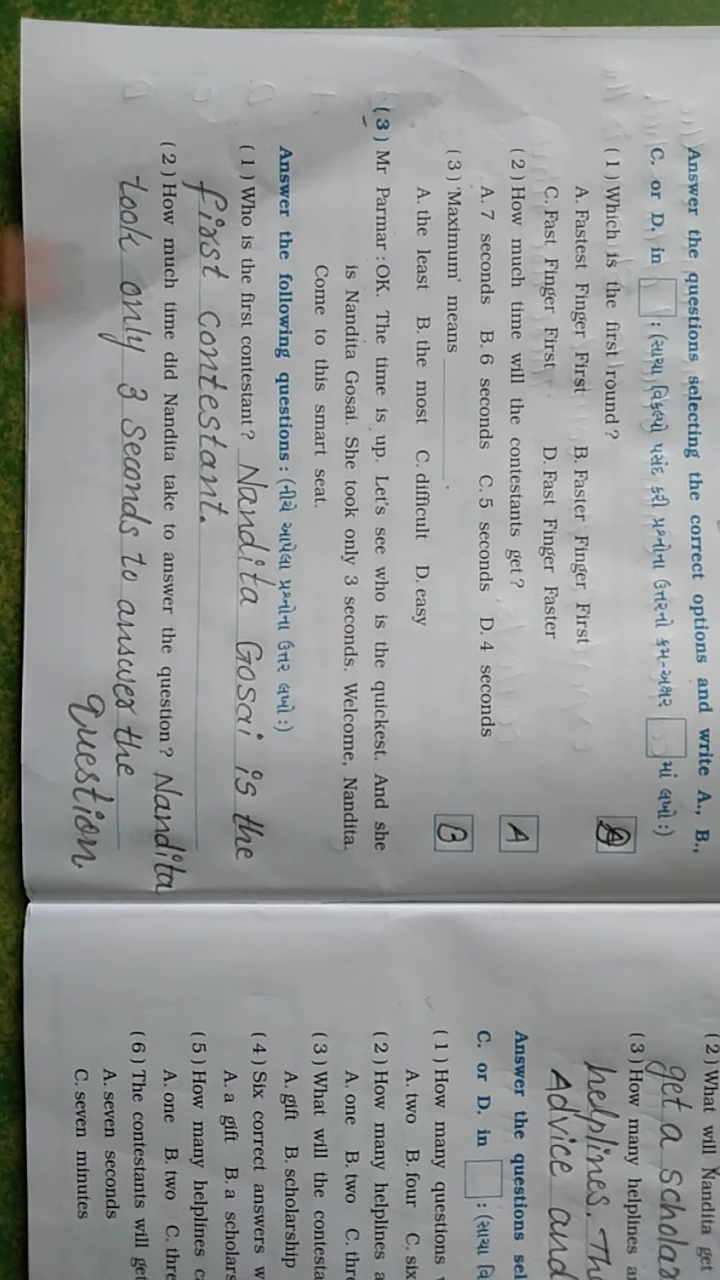 Answer the questions selecting the correct options and write A., B.,
C. or D. in : (સાચા વિકલ્પો પસંદ કરી પ્રશ્નોના ઉત્તરનો ક્રમ-અક્ષર માં લખો :)
(1) Which is the first round?
A. Fastest Finger First B. Faster Finger First
C. Fast Finger First D. Fast Finger Faster
(2) How much time will the contestants get? A
A. 7 seconds B. 6 seconds C. 5 seconds D. 4 seconds
(3) 'Maximum' means ________. B
A. the least B. the most C. difficult D. easy
(3) Mr Parmar : OK. The time is up. Let's see who is the quickest. And she
is Nandita Gosai. She took only 3 seconds. Welcome, Nandita.
Come to this smart seat.
Answer the following questions : (નીચે આપેલા પ્રશ્નોના ઉત્તર લખો :)
(1) Who is the first contestant? Nandita Gosai is the
first contestant.
(2) How much time did Nandita take to answer the question? Nandita
took only 3 seconds to answer the
question.
(2) What will Nandita get
get a scholar
(3) How many helplines a
helplines. Th
Advice and
Answer the questions sel
C. or D. in : (સાચા વિ
(1) How many questions
A. two B. four C. six
(2) How many helplines a
A. one B. two C. thr
(3) What will the contesta
A. gift B. scholarship
(4) Six correct answers w
A. a gift B. a scholars
(5) How many helplines c
A. one B. two C. thre
(6) The contestants will get
A. seven seconds
C. seven minutes